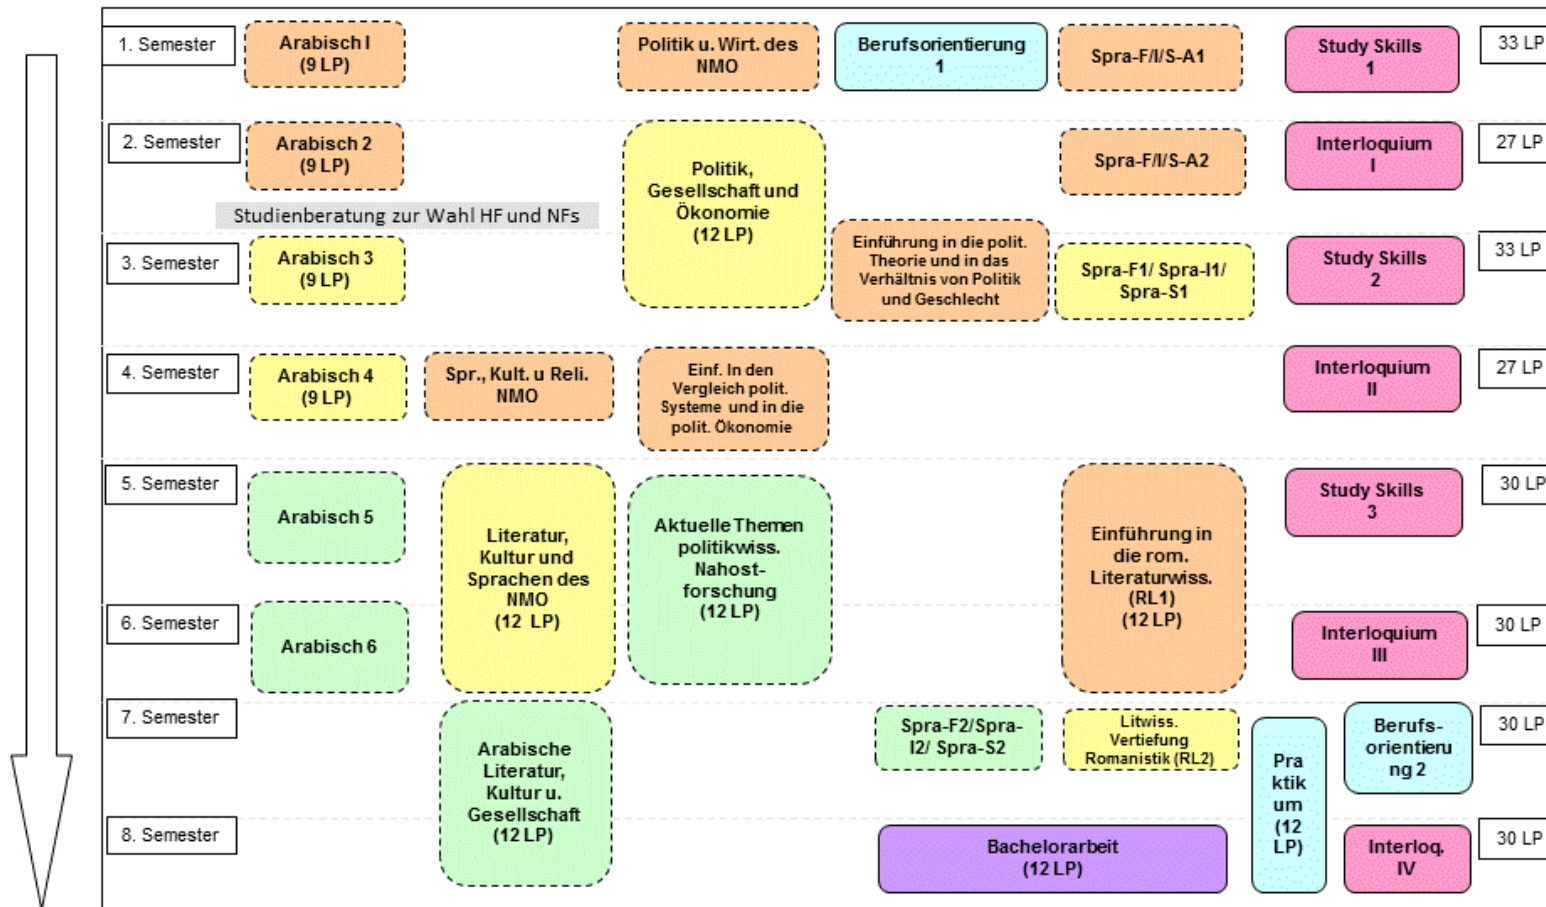 1. Semester
Arabisch I
(9 LP)
Politik u. Wirt. des
NMO
Berufsorientierung
1
Spra-F/I/S-A1
Study Skills
1
33 LP
2. Semester
Arabisch 2
(9 LP)
Politik,
Gesellschaft und
Ökonomie
(12 LP)
Spra-F/I/S-A2
Interloquium
I
27 LP
Studienberatung zur Wahl HF und NFs
3. Semester
Arabisch 3
(9 LP)
Einführung in die polit.
Theorie und in das
Verhältnis von Politik
und Geschlecht
Spra-F1/ Spra-I1/
Spra-S1
Study Skills
2
33 LP
4. Semester
Arabisch 4
(9 LP)
Spr., Kult. u Reli.
NMO
Einf. In den
Vergleich polit.
Systeme und in die
polit. Ökonomie
Interloquium
II
27 LP
5. Semester
Arabisch 5
Literatur,
Kultur und
Sprachen des
NMO
(12 LP)
Aktuelle Themen
politikwiss.
Nahost-
forschung
(12 LP)
Einführung in
die rom.
Literaturwiss.
(RL1)
(12 LP)
Study Skills
3
30 LP
6. Semester
Arabisch 6
Interloquium
III
30 LP
7. Semester
Arabische
Literatur,
Kultur u.
Gesellschaft
(12 LP)
Spra-F2/Spra-
I2/ Spra-S2
Litwiss.
Vertiefung
Romanistik (RL2)
Pra
ktik
um
(12
LP)
Berufs-
orientieru
ng 2
30 LP
8. Semester
Bachelorarbeit
(12 LP)
Interloq.
IV
30 LP